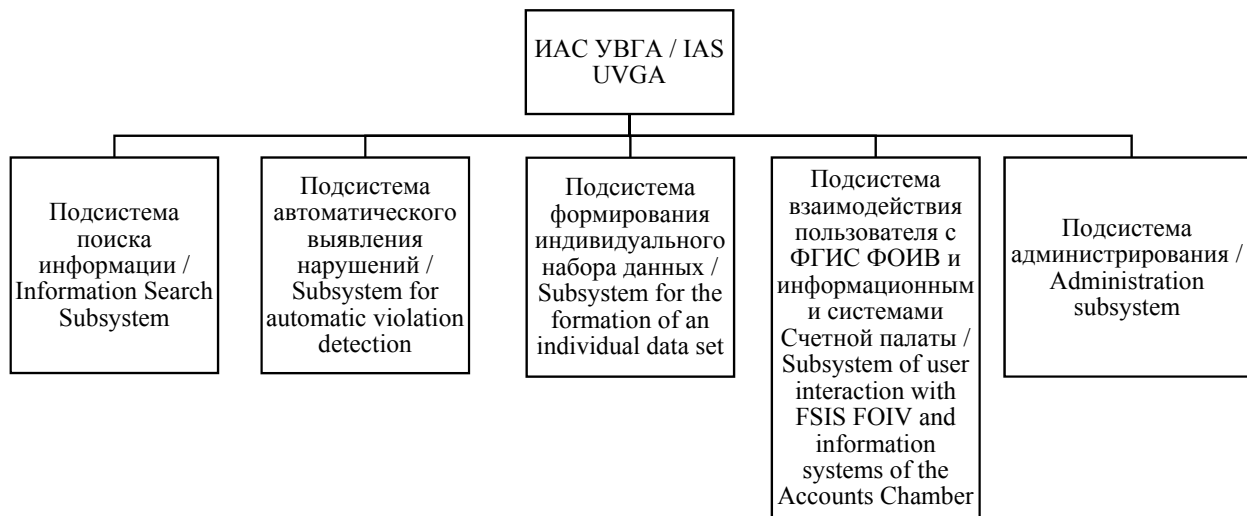 ИАС УВГА / IAS
UVGA
Подсистема
поиска
информации /
Information Search
Subsystem
Подсистема
автоматического
выявления
нарушений /
Subsystem for
automatic violation
detection
Подсистема
формирования
индивидуального
набора данных /
Subsystem for the
formation of an
individual data set
Подсистема
взаимодействия
пользователя с
ФГИС ФОИВ и
информационным
и системами
Счетной палаты /
Subsystem of user
interaction with
FSIS FOIV and
information
systems of the
Accounts Chamber
Подсистема
администрирования /
Administration
subsystem